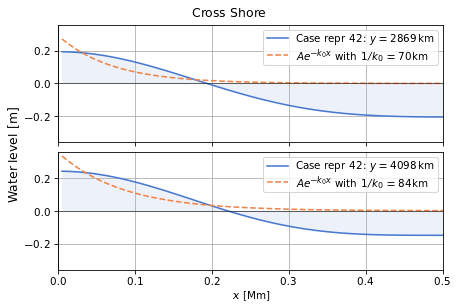 Cross Shore
Water level [m]
0.2
0.0
−0.2
Case repr 42: y = 2869 km
Ae^{−k₀x} with 1/k₀ = 70 km
0.2
0.0
−0.2
Case repr 42: y = 4098 km
Ae^{−k₀x} with 1/k₀ = 84 km
0.0 0.1 0.2 0.3 0.4 0.5
x [Mm]